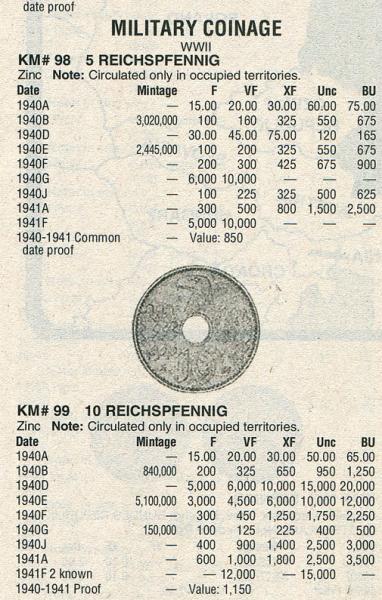 date proof
MILITARY COINAGE
WWII
KM# 98 5 REICHSPFENNIG
Zinc Note: Circulated only in occupied territories.
Date Mintage F VF XF Unc BU
1940A — 15.00 20.00 30.00 60.00 75.00
1940B 3,020,000 100 160 325 550 675
1940D — 30.00 45.00 75.00 120 165
1940E 2,445,000 100 200 325 550 675
1940F — 200 300 425 675 900
1940G — 6,000 10,000 — — —
1940J — 100 225 325 500 625
1941A — 300 500 800 1,500 2,500
1941F — 5,000 10,000 — — —
1940-1941 Common — Value: 850
date proof
KM# 99 10 REICHSPFENNIG
Zinc Note: Circulated only in occupied territories.
Date Mintage F VF XF Unc BU
1940A — 15.00 20.00 30.00 50.00 65.00
1940B 840,000 200 325 650 950 1,250
1940D — 5,000 6,000 10,000 15,000 20,000
1940E 5,100,000 3,000 4,500 6,000 10,000 12,000
1940F — 300 450 1,250 1,750 2,250
1940G 150,000 100 125 225 400 500
1940J — 400 900 1,400 2,500 3,000
1941A — 600 1,000 1,800 2,500 3,500
1941F 2 known — — 12,000 — 15,000 —
1940-1941 Proof — Value: 1,150